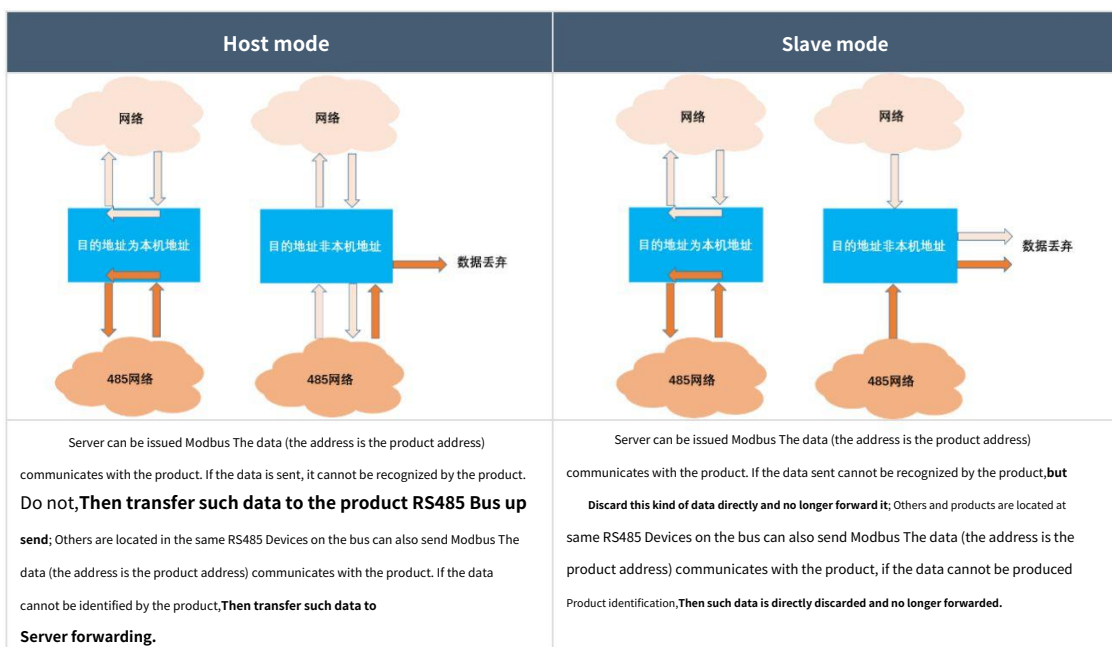 Host mode
Slave mode
网络
网络
目的地址为本机地址
目的地址非本机地址
数据丢弃
485网络
485网络
网络
网络
目的地址为本机地址
目的地址非本机地址
数据丢弃
485网络
485网络
Server can be issued Modbus The data (the address is the product address)
communicates with the product. If the data is sent, it cannot be recognized by the product.
Do not,Then transfer such data to the product RS485 Bus up
send; Others are located in the same RS485 Devices on the bus can also send Modbus The
data (the address is the product address) communicates with the product. If the data
cannot be identified by the product,Then transfer such data to
Server forwarding.
Server can be issued Modbus The data (the address is the product address)
communicates with the product. If the data sent cannot be recognized by the product,but
Discard this kind of data directly and no longer forward it; Others and products are located at
same RS485 Devices on the bus can also send Modbus The data (the address is the
product address) communicates with the product, if the data cannot be produced
Product identification,Then such data is directly discarded and no longer forwarded.